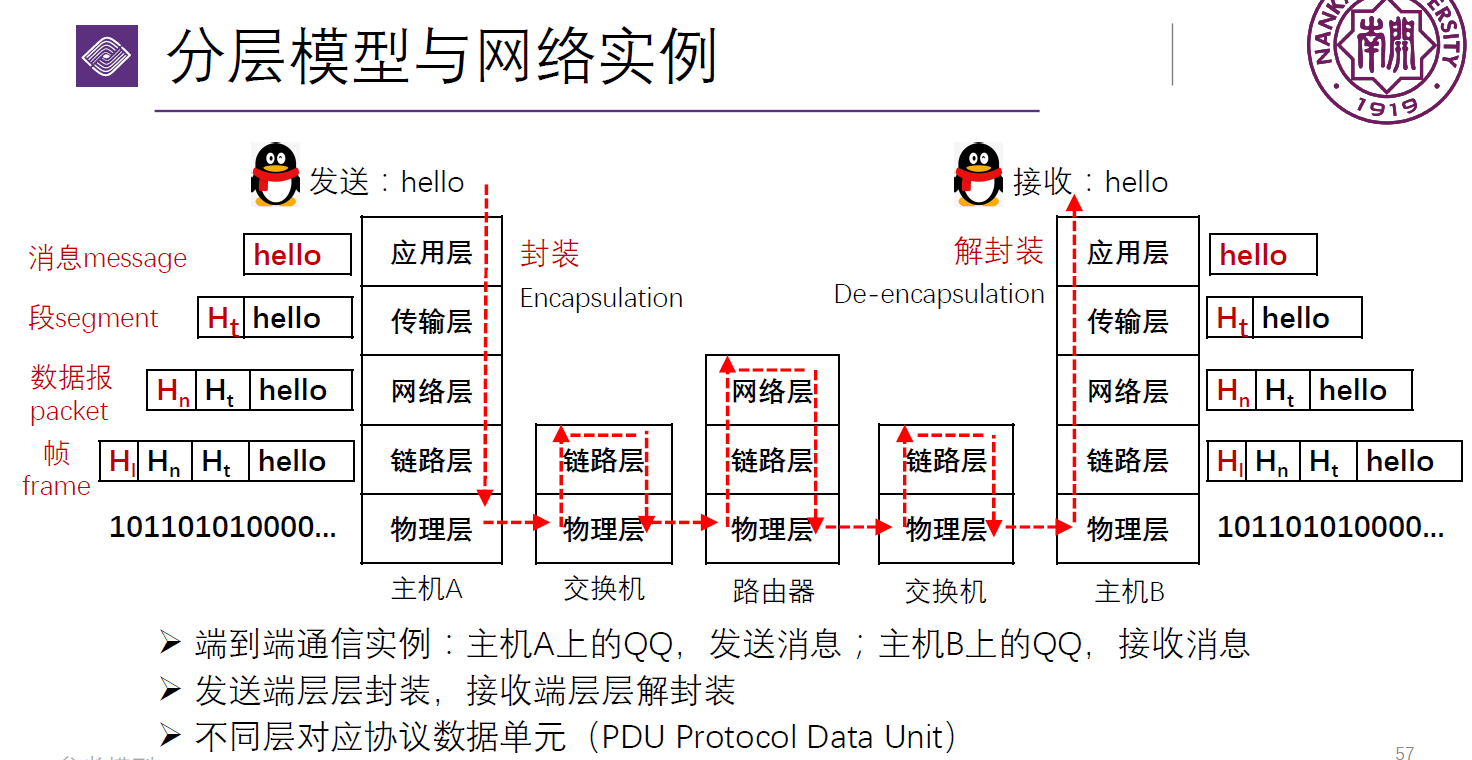 分层模型与网络实例
NANKAI UNIVERSITY
南開
1919
发送：hello
接收：hello
消息message
hello
应用层
封装
解封装
应用层
hello
Encapsulation
De-encapsulation
段segment
Ht hello
传输层
传输层
Ht hello
数据报
packet
Hn Ht hello
网络层
网络层
网络层
Hn Ht hello
帧
frame
Hl Hn Ht hello
链路层
链路层
链路层
链路层
链路层
Hl Hn Ht hello
101101010000...
物理层
物理层
物理层
物理层
物理层
101101010000...
主机A
交换机
路由器
交换机
主机B
➢ 端到端通信实例：主机A上的QQ，发送消息；主机B上的QQ，接收消息
➢ 发送端层层封装，接收端层层解封装
➢ 不同层对应协议数据单元（PDU Protocol Data Unit）
57